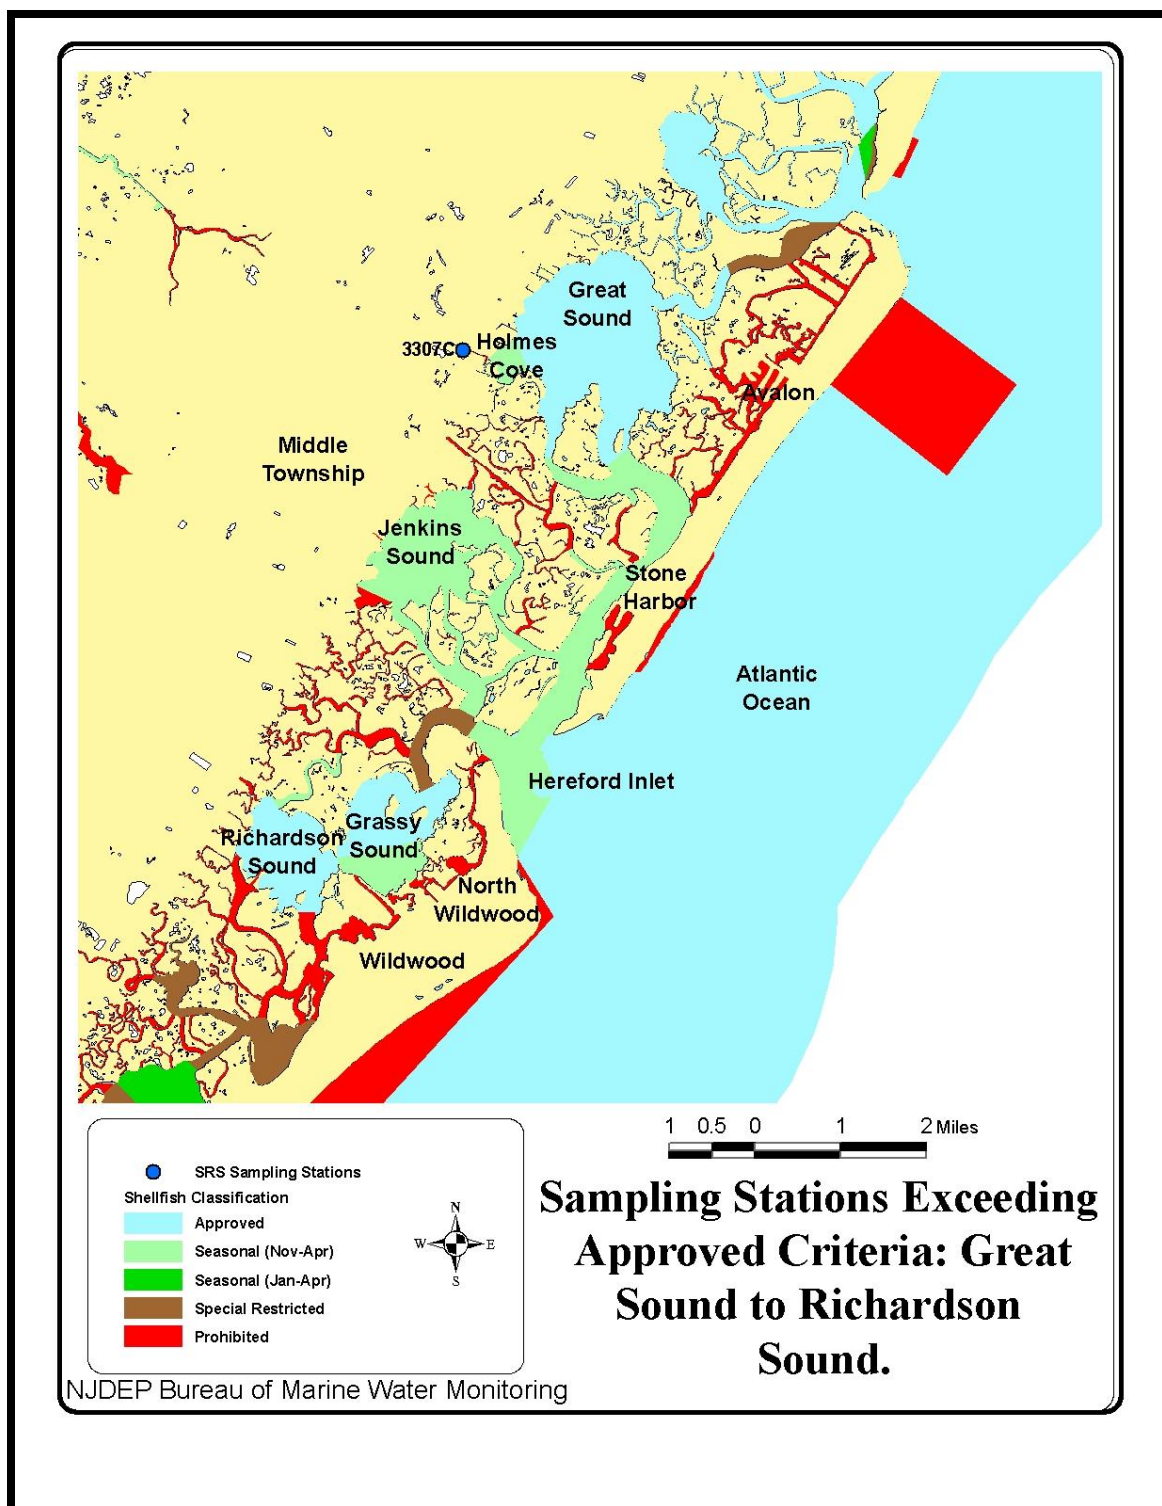 Great
Sound
3307C
Holmes
Cove
Avalon
Middle
Township
Jenkins
Sound
Stone
Harbor
Atlantic
Ocean
Hereford Inlet
Grassy
Sound
Richardson
Sound
North
Wildwood
Wildwood
1 0.5 0 1 2 Miles
SRS Sampling Stations
Shellfish Classification
Approved
Seasonal (Nov-Apr)
Seasonal (Jan-Apr)
Special Restricted
Prohibited
N
W E
S
Sampling Stations Exceeding
Approved Criteria: Great
Sound to Richardson
Sound.
NJDEP Bureau of Marine Water Monitoring